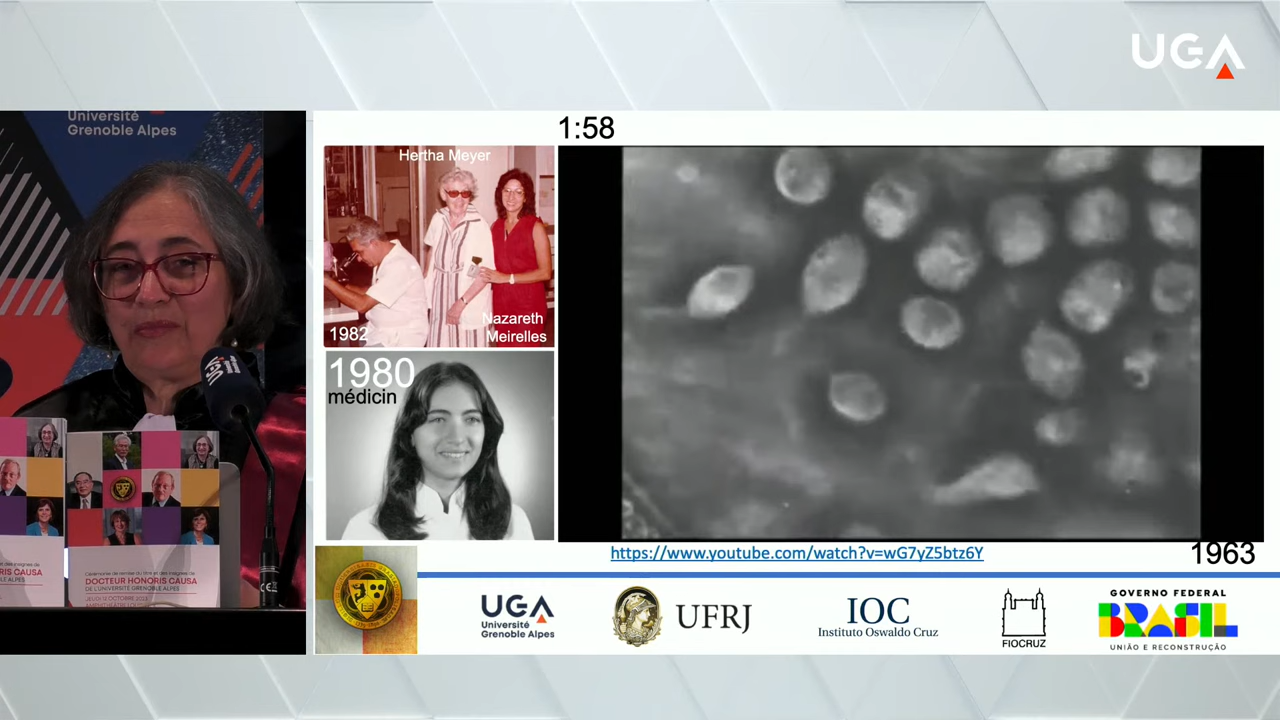 UGA
Université
Grenoble Alpes
1:58
Hertha Meyer
Nazareth
Meirelles
1982
1980
médicin
https://www.youtube.com/watch?v=wG7yZ5btz6Y
1963
DOCTEUR HONORIS CAUSA
DE L'UNIVERSITÉ GRENOBLE ALPES
ORIS CAUSA
UGA
Université
Grenoble Alpes
UFRJ
IOC
Instituto Oswaldo Cruz
FIOCRUZ
GOVERNO FEDERAL
BRASIL
UNIÃO E RECONSTRUÇÃO